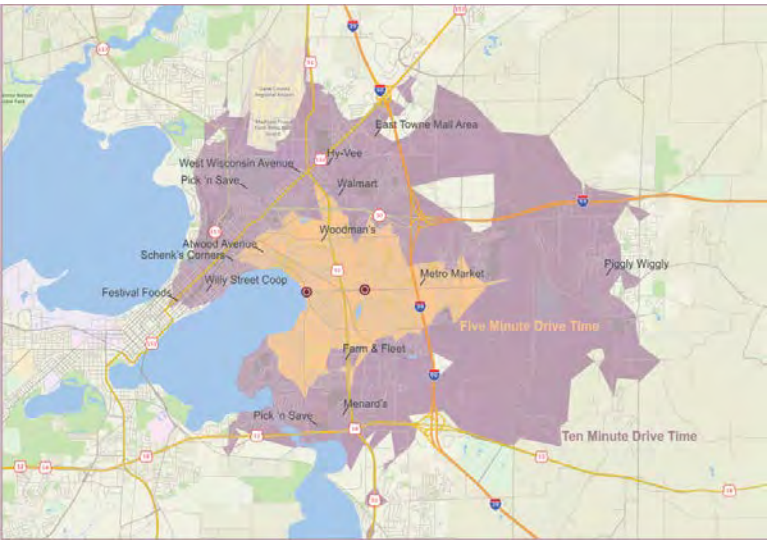 East Towne Mall Area
Hy-Vee
West Wisconsin Avenue
Pick 'n Save
Walmart
Woodman's
Atwood Avenue
Schenk's Corners
Piggly Wiggly
Metro Market
Willy Street Coop
Festival Foods
Five Minute Drive Time
Farm & Fleet
Menard's
Pick 'n Save
Ten Minute Drive Time